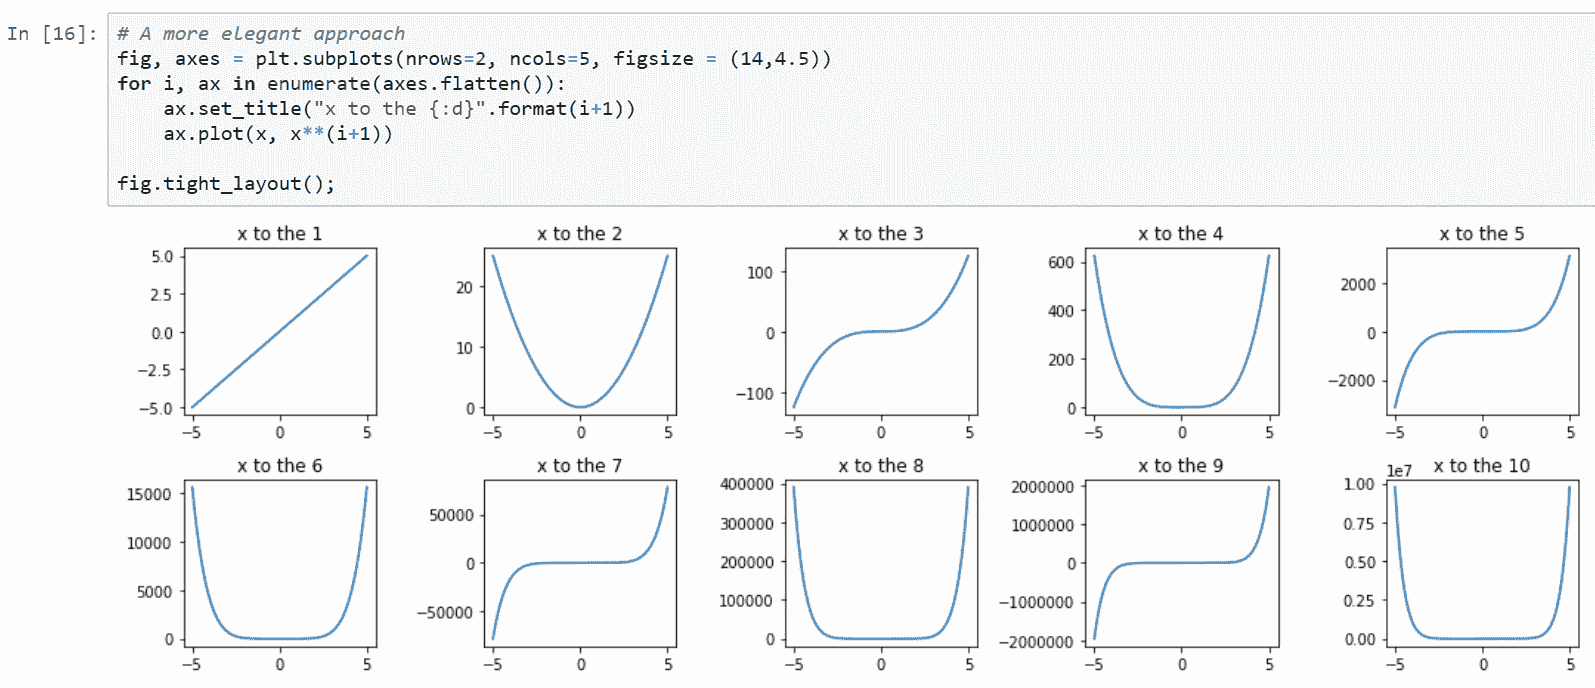 In [16]: # A more elegant approach
fig, axes = plt.subplots(nrows=2, ncols=5, figsize = (14,4.5))
for i, ax in enumerate(axes.flatten()):
    ax.set_title("x to the {:d}".format(i+1))
    ax.plot(x, x**(i+1))
fig.tight_layout();
x to the 1
5.0
2.5
0.0
−2.5
−5.0
−5 0 5
x to the 2
20
10
0
−5 0 5
x to the 3
100
0
−100
−5 0 5
x to the 4
600
400
200
0
−5 0 5
x to the 5
2000
0
−2000
−5 0 5
x to the 6
15000
10000
5000
0
−5 0 5
x to the 7
50000
0
−50000
−5 0 5
x to the 8
400000
300000
200000
100000
0
−5 0 5
x to the 9
2000000
1000000
0
−1000000
−2000000
−5 0 5
1e7 x to the 10
1.00
0.75
0.50
0.25
0.00
−5 0 5